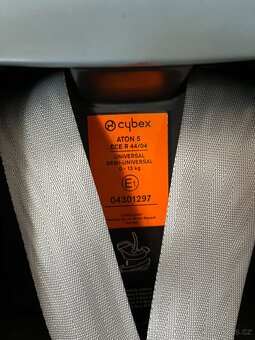 cybex
ATON 5
ECE R 44/04
UNIVERSAL
SEMI-UNIVERSAL
0 - 13 kg
E1
04301297